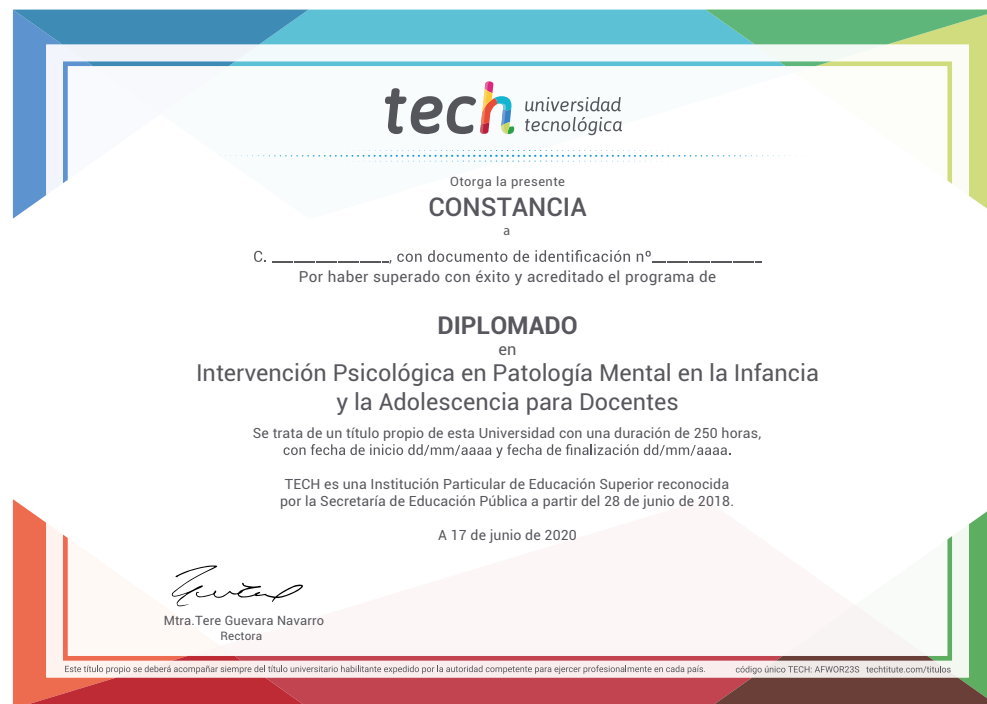 tech universidad
tecnológica
Otorga la presente
CONSTANCIA
a
C. ______________, con documento de identificación nº_____________
Por haber superado con éxito y acreditado el programa de
DIPLOMADO
en
Intervención Psicológica en Patología Mental en la Infancia
y la Adolescencia para Docentes
Se trata de un título propio de esta Universidad con una duración de 250 horas,
con fecha de inicio dd/mm/aaaa y fecha de finalización dd/mm/aaaa.
TECH es una Institución Particular de Educación Superior reconocida
por la Secretaría de Educación Pública a partir del 28 de junio de 2018.
A 17 de junio de 2020
Mtra.Tere Guevara Navarro
Rectora
Este título propio se deberá acompañar siempre del título universitario habilitante expedido por la autoridad competente para ejercer profesionalmente en cada país. código único TECH: AFWOR23S techtitute.com/titulos